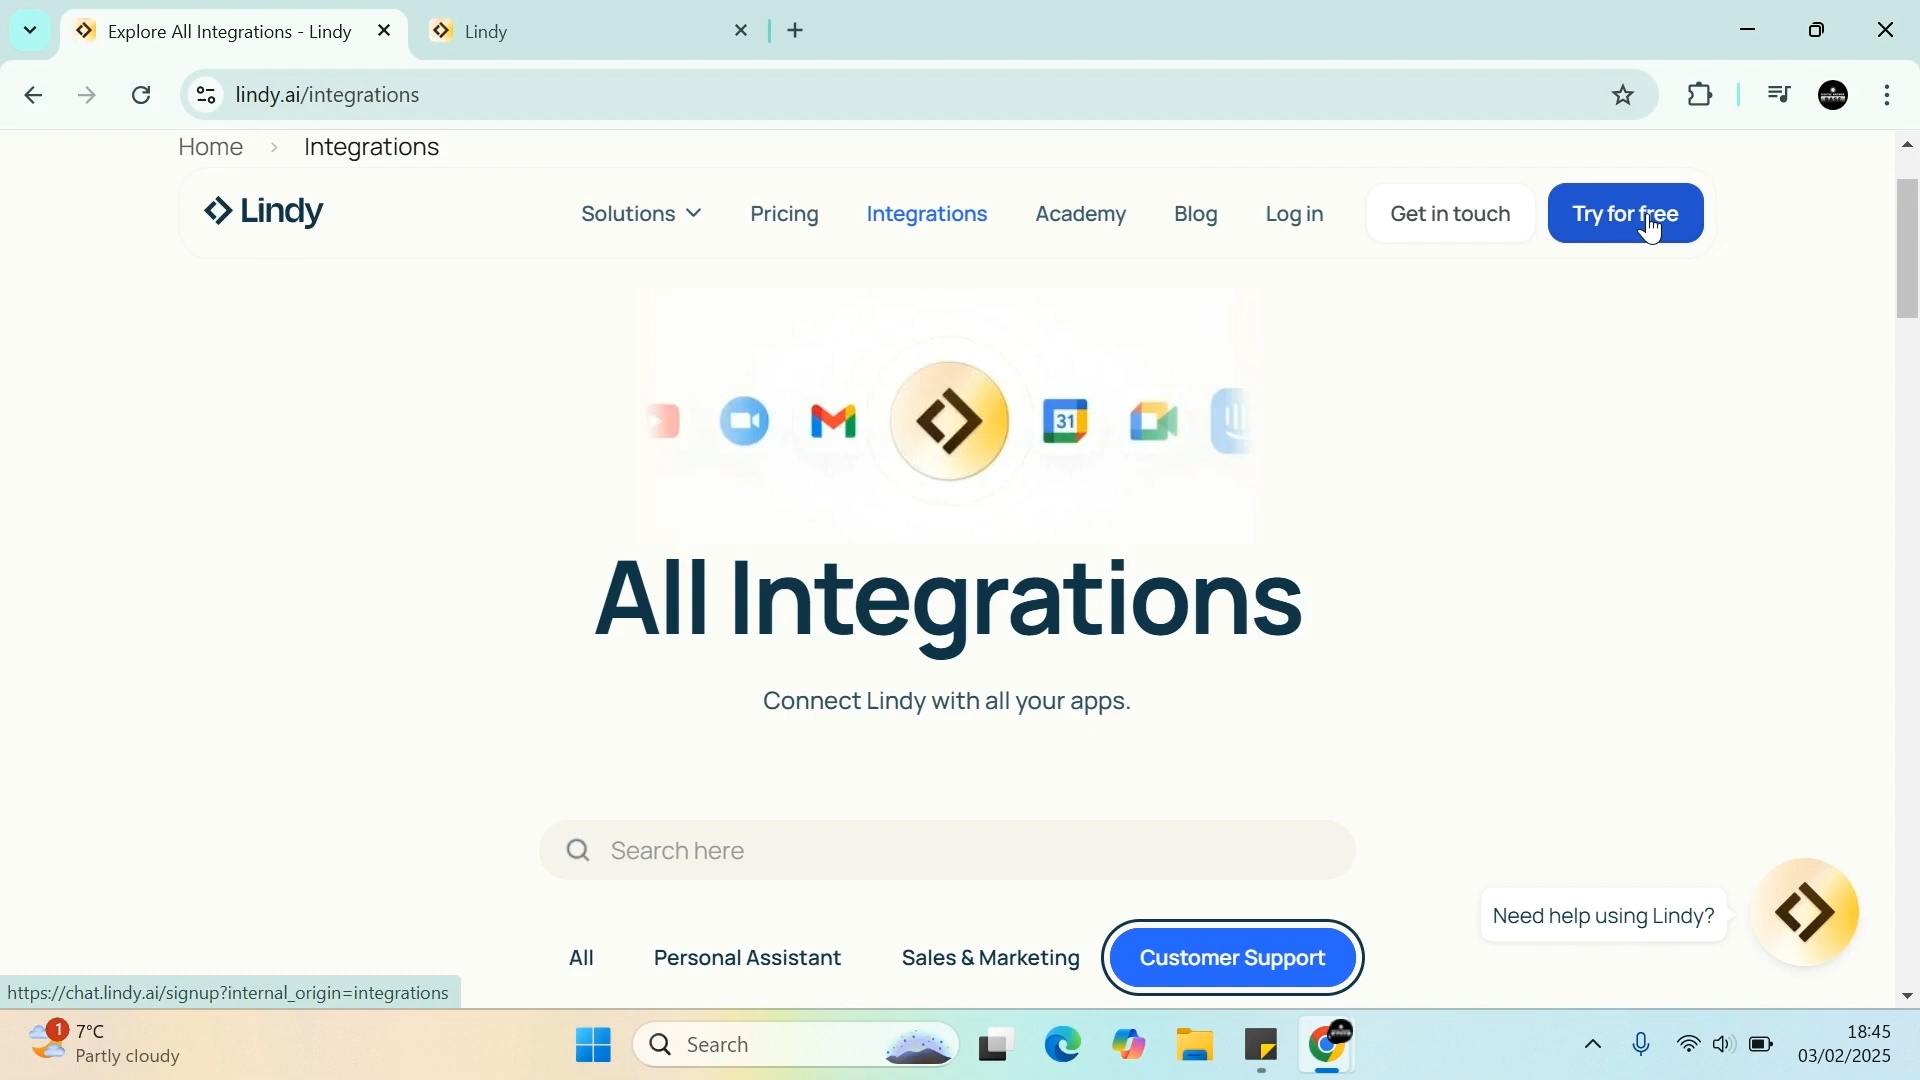 Explore All Integrations - Lindy
Lindy
lindy.ai/integrations
Home > Integrations
Lindy
Solutions
Pricing
Integrations
Academy
Blog
Log in
Get in touch
Try for free
31
All Integrations
Connect Lindy with all your apps.
Search here
All
Personal Assistant
Sales & Marketing
Customer Support
Need help using Lindy?
https://chat.lindy.ai/signup?internal_origin=integrations
1
7°C
Partly cloudy
Search
18:45
03/02/2025